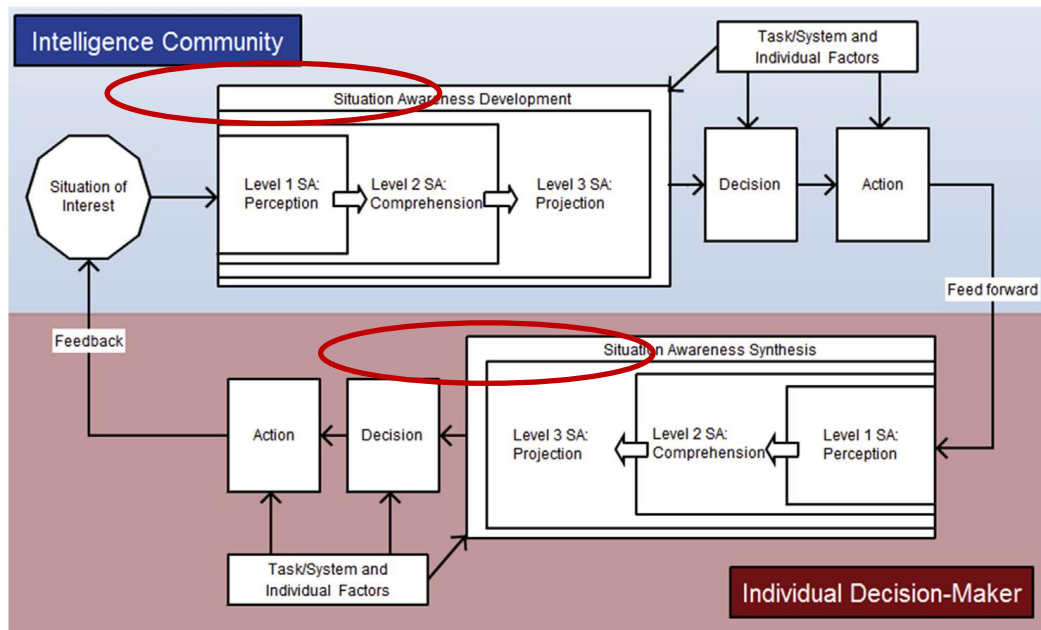 Intelligence Community
Task/System and
Individual Factors
Situation Awareness Development
Situation of
Interest
Level 1 SA:
Perception
Level 2 SA:
Comprehension
Level 3 SA:
Projection
Decision
Action
Feed forward
Feedback
Situation Awareness Synthesis
Action
Decision
Level 3 SA:
Projection
Level 2 SA:
Comprehension
Level 1 SA:
Perception
Task/System and
Individual Factors
Individual Decision-Maker